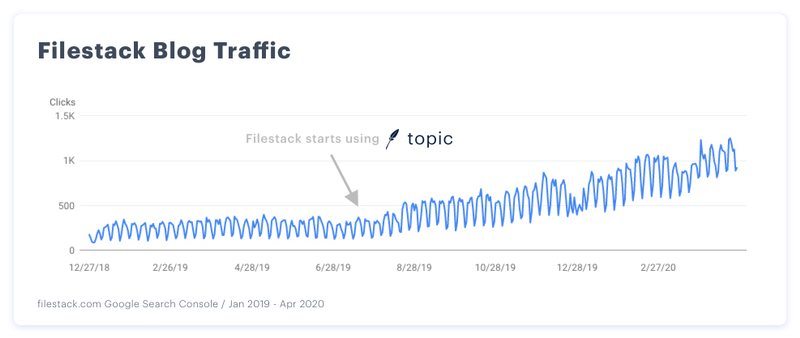 Filestack Blog Traffic
Clicks
1.5K
Filestack starts using topic
1K
500
0
12/27/18 2/26/19 4/28/19 6/28/19 8/28/19 10/28/19 12/28/19 2/27/20
filestack.com Google Search Console / Jan 2019 - Apr 2020